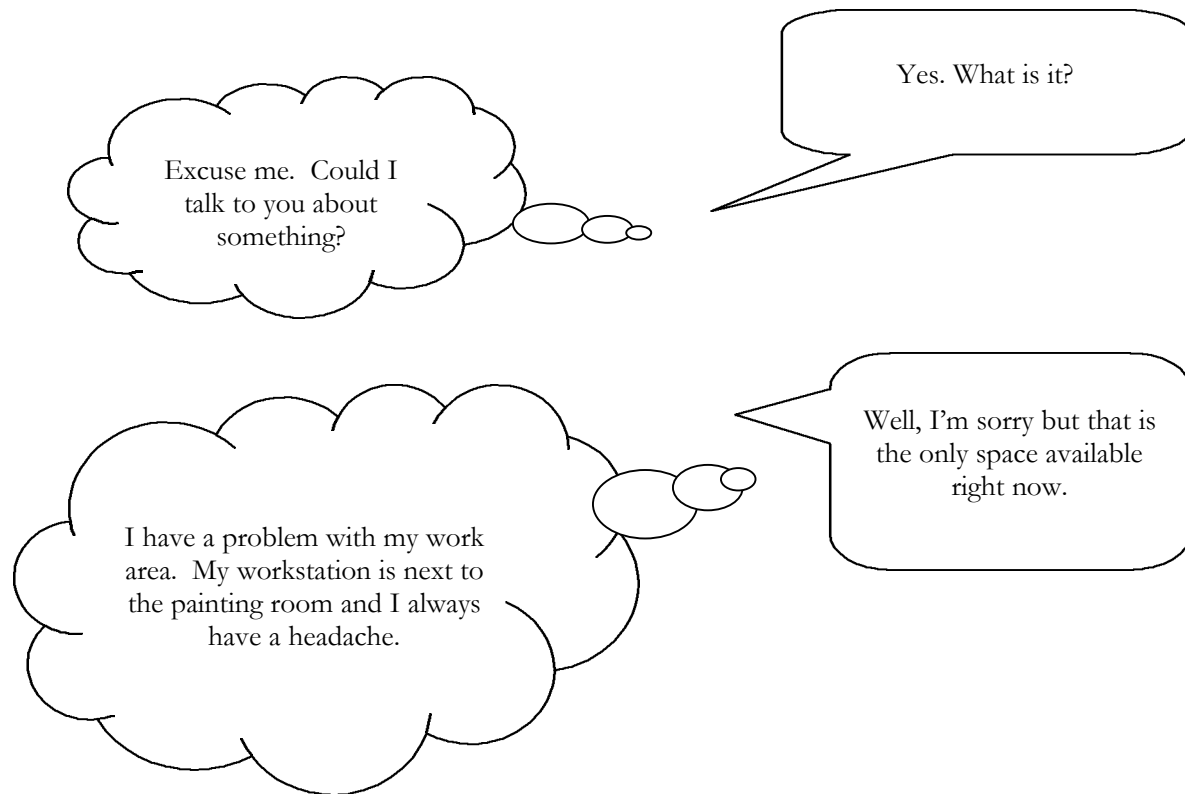 Excuse me.  Could I
talk to you about
something?
Yes. What is it?
I have a problem with my work
area.  My workstation is next to
the painting room and I always
have a headache.
Well, I’m sorry but that is
the only space available
right now.